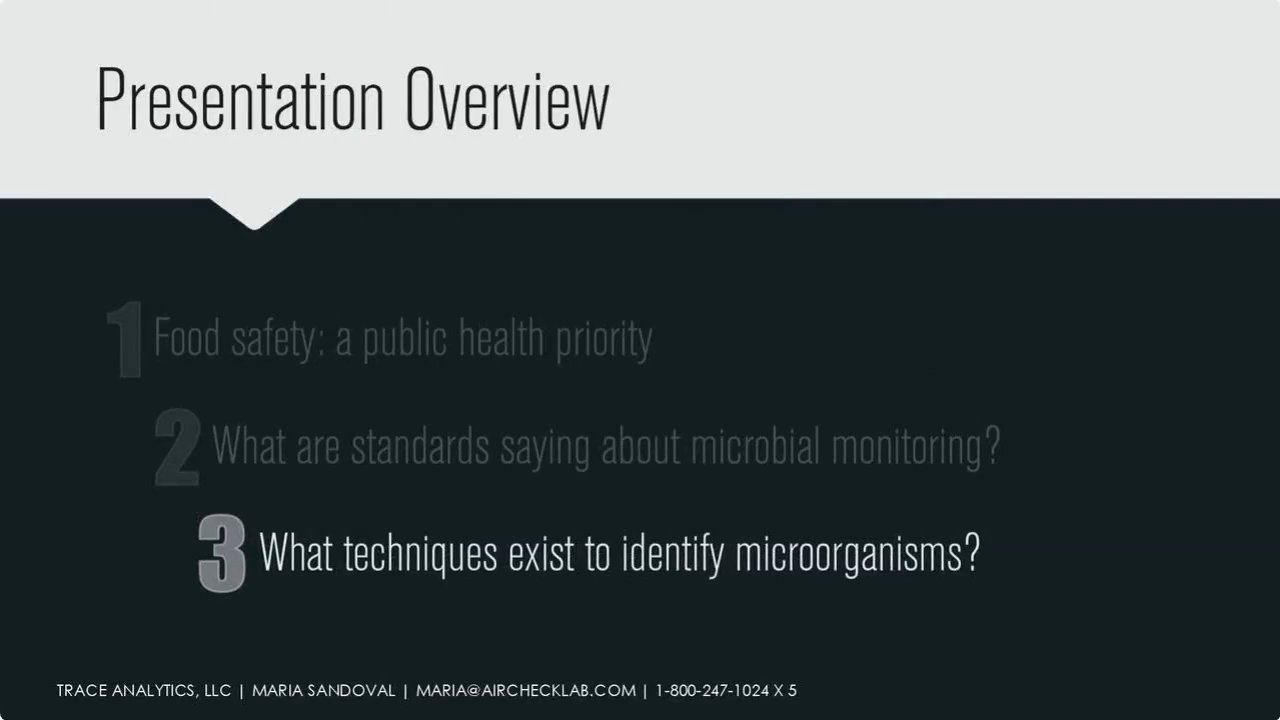 Presentation Overview
1 Food safety: a public health priority
2 What are standards saying about microbial monitoring?
3 What techniques exist to identify microorganisms?
TRACE ANALYTICS, LLC | MARIA SANDOVAL | MARIA@AIRCHECKLAB.COM | 1-800-247-1024 X 5